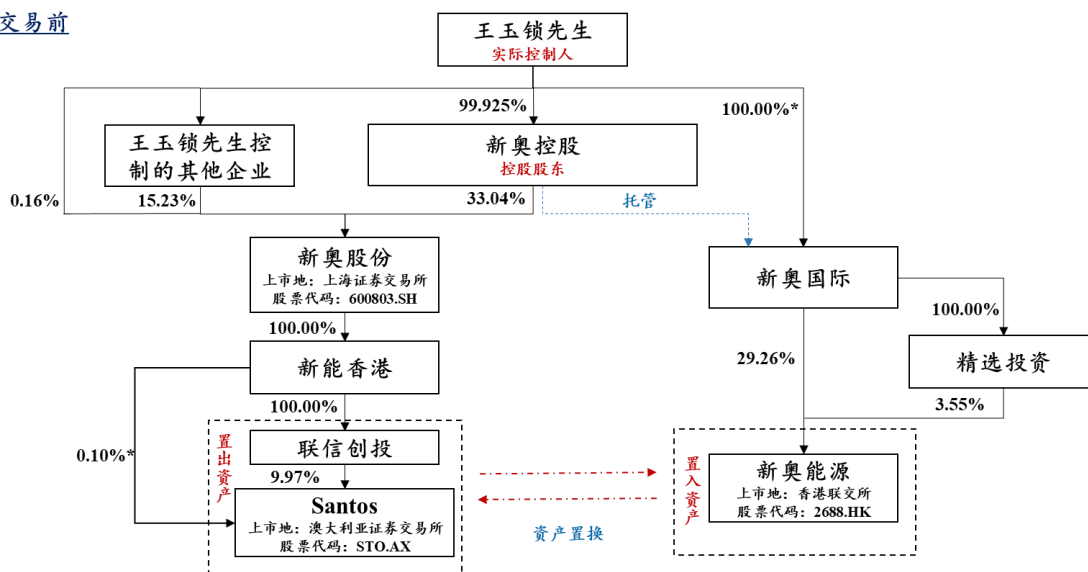 交易前
王玉锁先生
实际控制人
99.925%
100.00%*
王玉锁先生控
制的其他企业
新奥控股
控股股东
0.16%
15.23%
33.04%
托管
新奥股份
上市地：上海证券交易所
股票代码：600803.SH
新奥国际
100.00%
100.00%
新能香港
29.26%
精选投资
100.00%
3.55%
0.10%*
置出资产
联信创投
9.97%
Santos
上市地：澳大利亚证券交易所
股票代码：STO.AX
资产置换
置入资产
新奥能源
上市地：香港联交所
股票代码：2688.HK